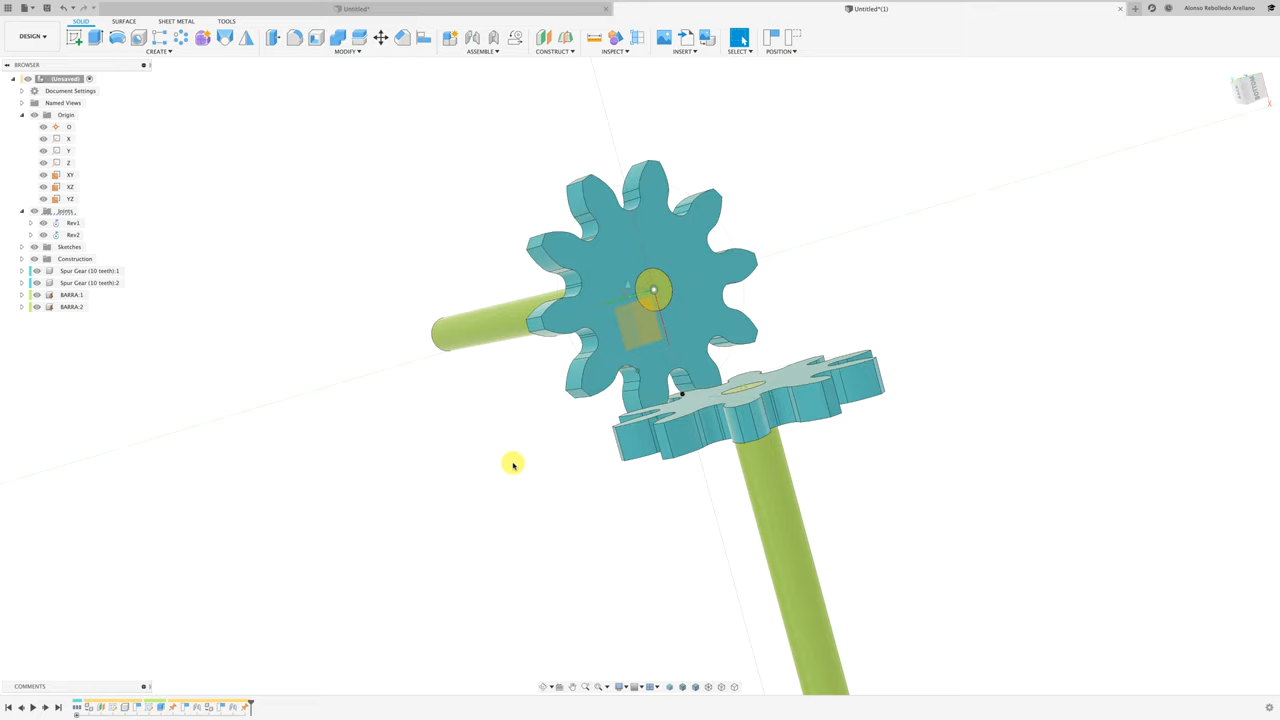 Untitled*
Untitled*(1)
Alonso Rebolledo Arellano
DESIGN
SOLID
SURFACE
SHEET METAL
TOOLS
CREATE
MODIFY
ASSEMBLE
CONSTRUCT
INSPECT
INSERT
SELECT
POSITION
BROWSER
(Unsaved)
Document Settings
Named Views
Origin
O
X
Y
Z
XY
XZ
YZ
Joints
Rev1
Rev2
Sketches
Construction
Spur Gear (10 teeth):1
Spur Gear (10 teeth):2
BARRA:1
BARRA:2
BOTTOM
COMMENTS